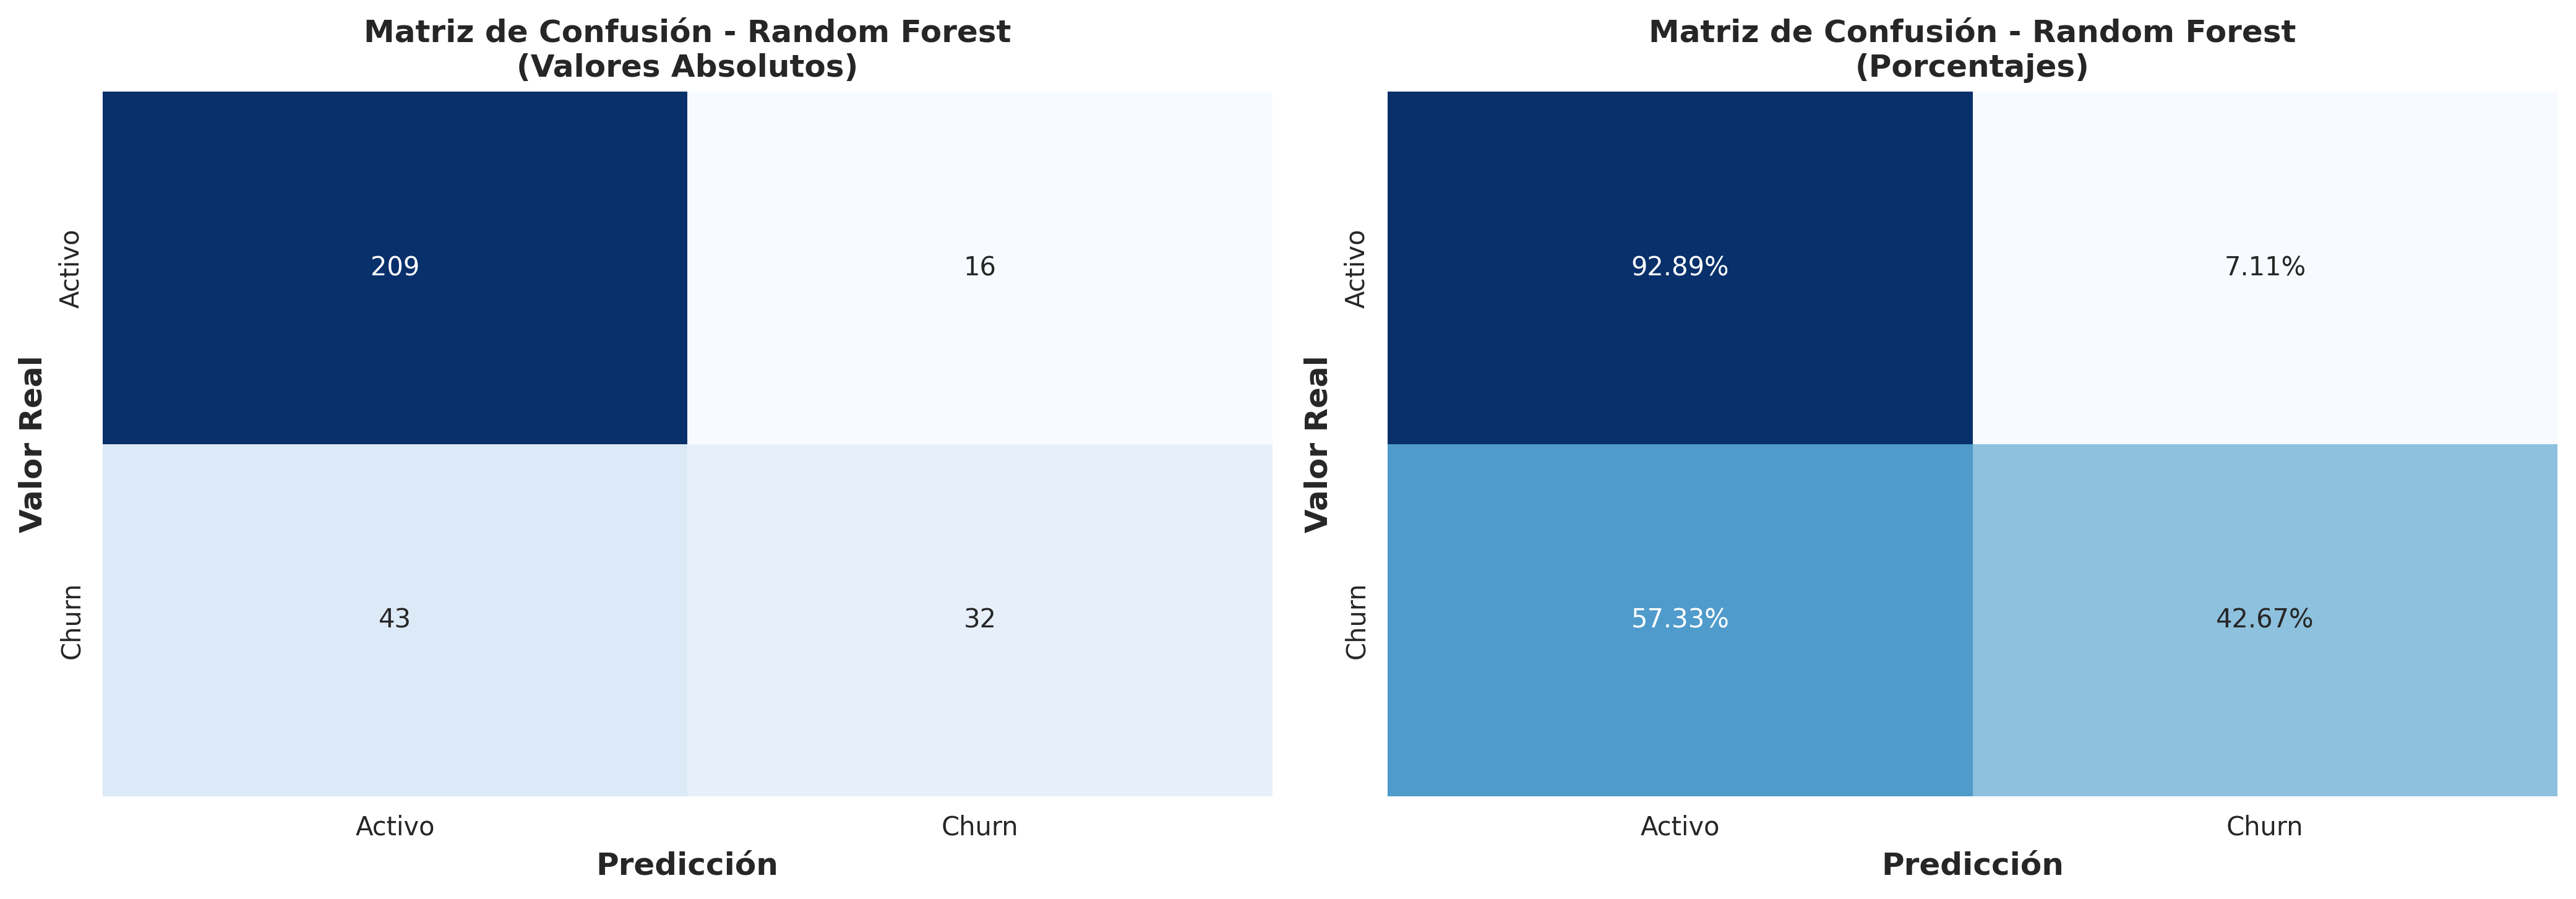 Matriz de Confusión - Random Forest
(Valores Absolutos)
Valor Real
Activo
209
16
Churn
43
32
Activo
Churn
Predicción
Matriz de Confusión - Random Forest
(Porcentajes)
Valor Real
Activo
92.89%
7.11%
Churn
57.33%
42.67%
Activo
Churn
Predicción